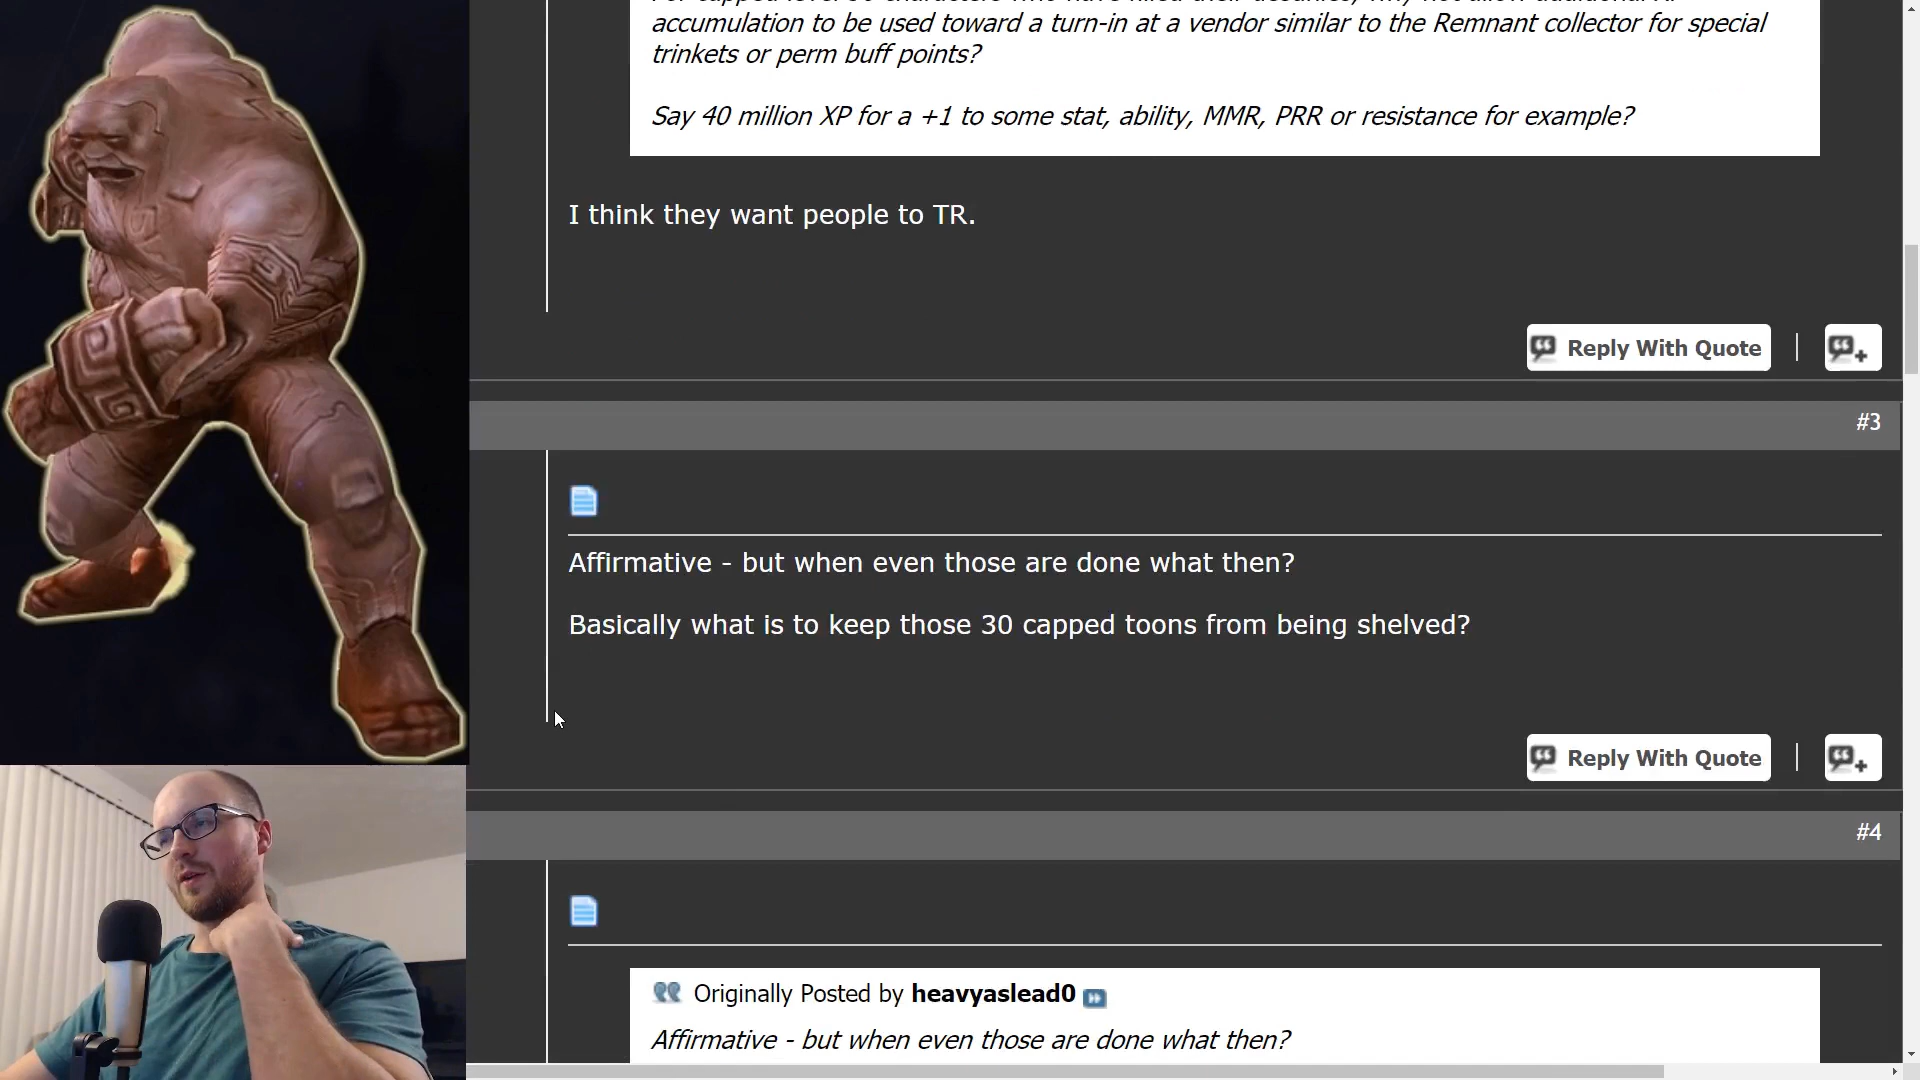 accumulation to be used toward a turn-in at a vendor similar to the Remnant collector for special
trinkets or perm buff points?
Say 40 million XP for a +1 to some stat, ability, MMR, PRR or resistance for example?
I think they want people to TR.
Reply With Quote
#3
Affirmative - but when even those are done what then?
Basically what is to keep those 30 capped toons from being shelved?
Reply With Quote
#4
Originally Posted by heavyaslead0
Affirmative - but when even those are done what then?